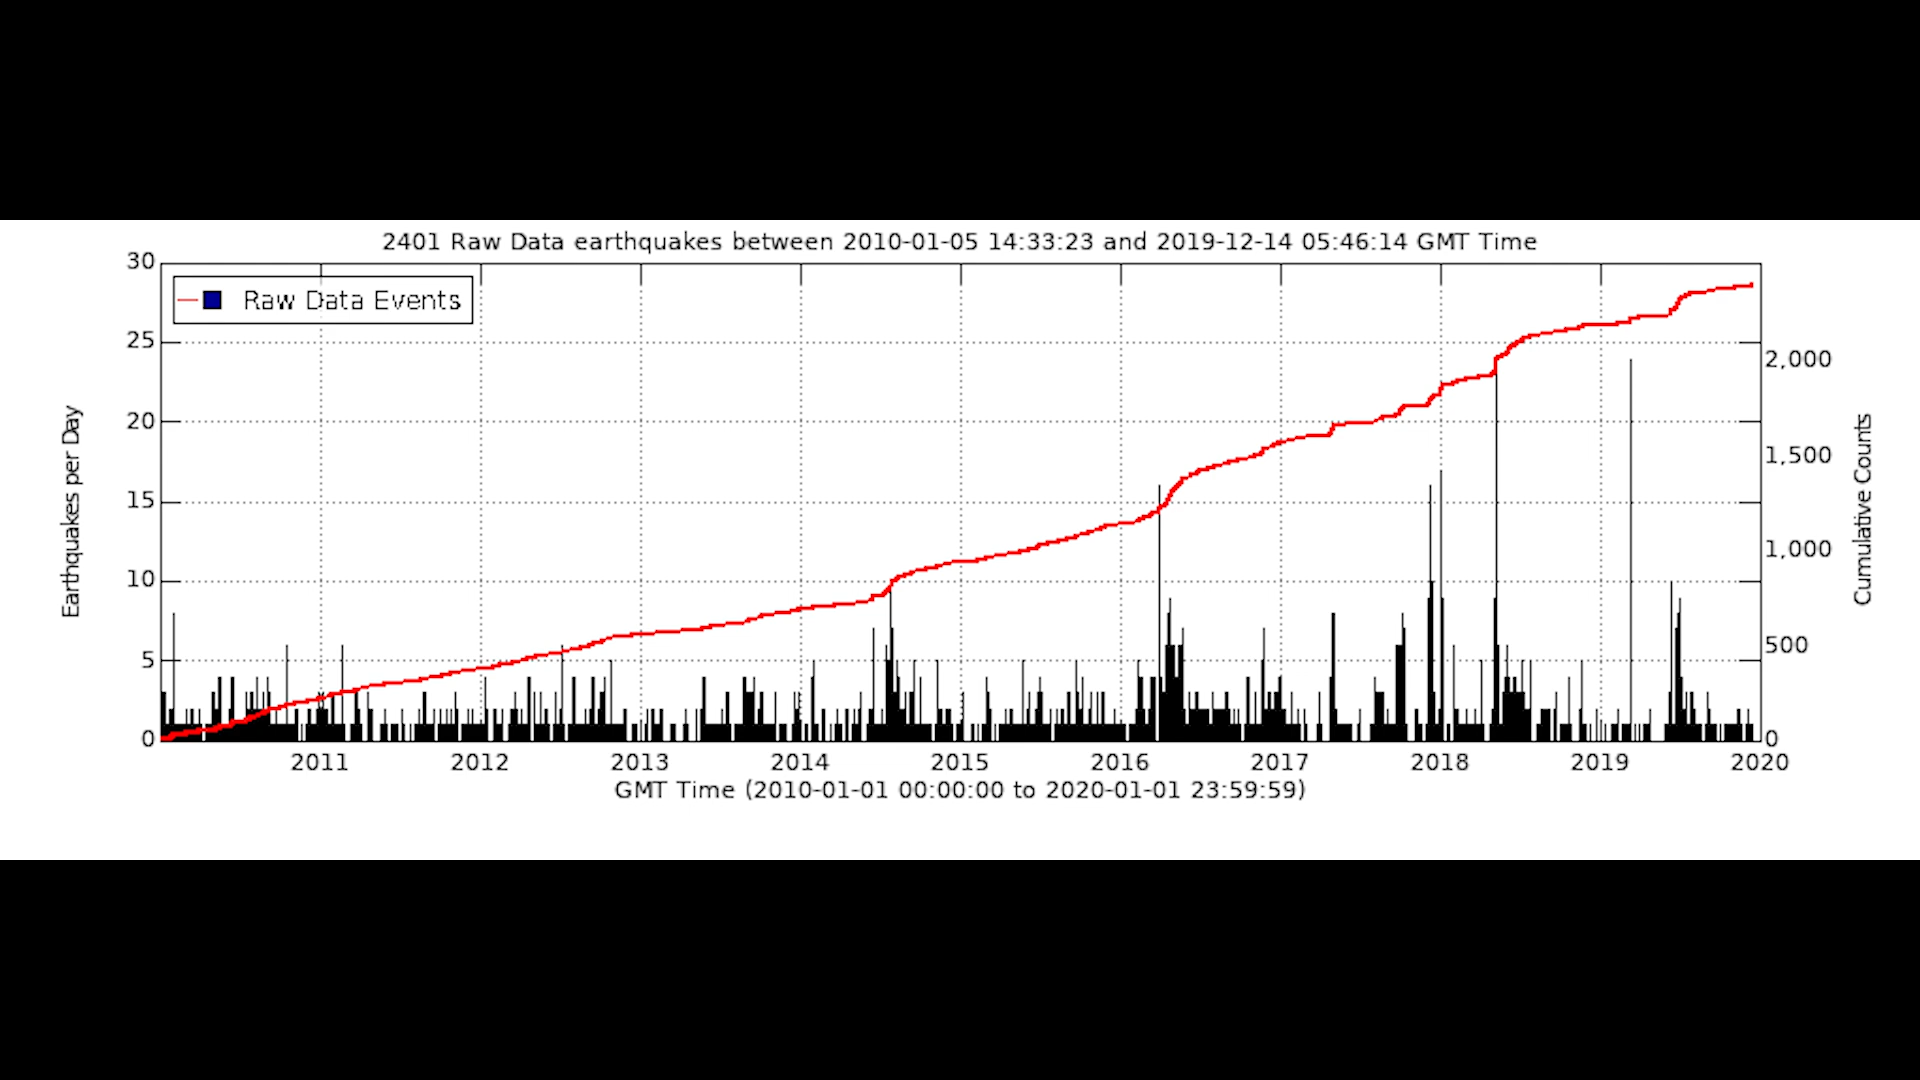 2401 Raw Data earthquakes between 2010-01-05 14:33:23 and 2019-12-14 05:46:14 GMT Time
Raw Data Events
30
25
20
15
10
5
0
Earthquakes per Day
2,000
1,500
1,000
500
0
Cumulative Counts
2011 2012 2013 2014 2015 2016 2017 2018 2019 2020
GMT Time (2010-01-01 00:00:00 to 2020-01-01 23:59:59)